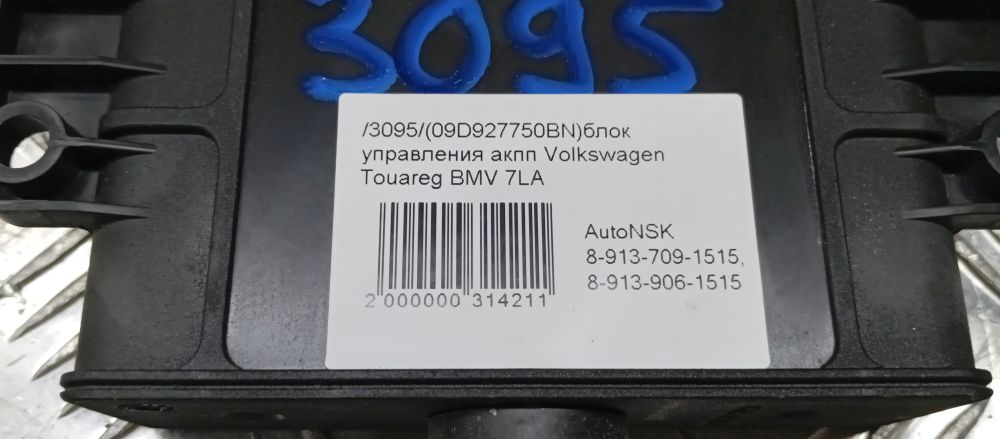 3095
/3095/(09D927750BN)блок
управления акпп Volkswagen
Touareg BMV 7LA
AutoNSK
8-913-709-1515,
8-913-906-1515
2 000000 314211